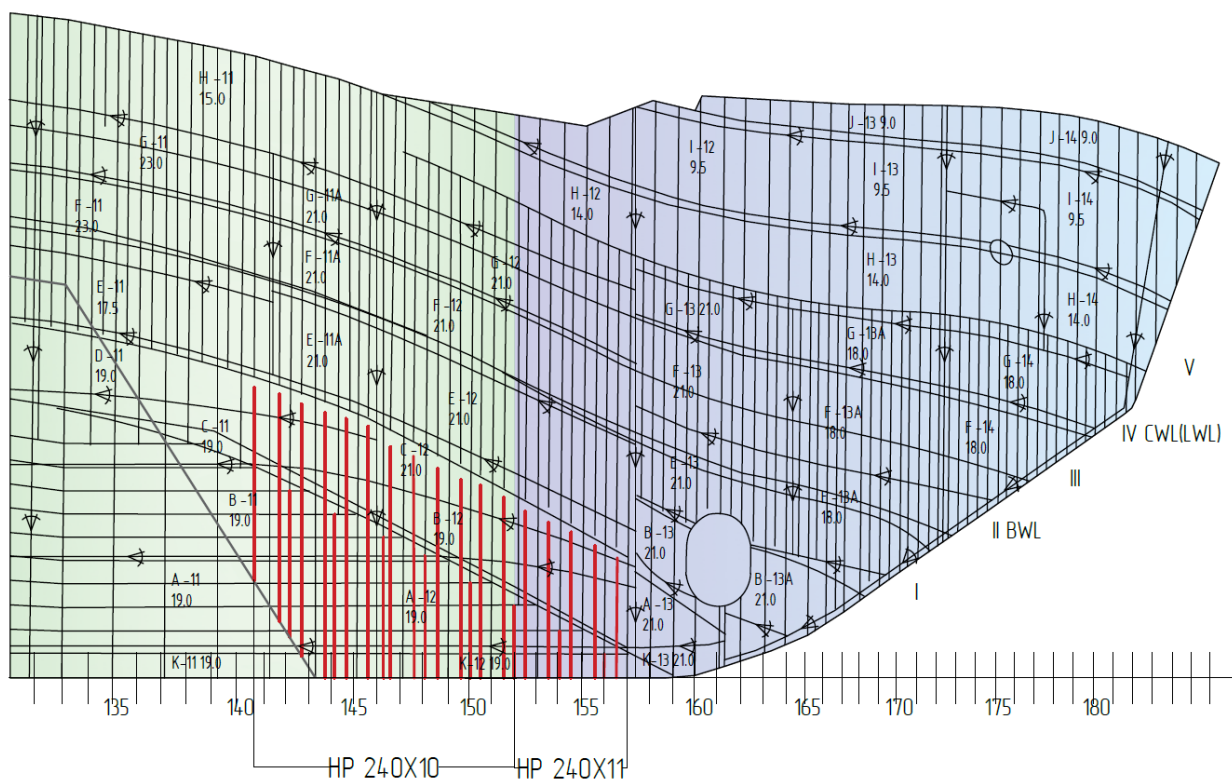 H -11
15.0
G -11
23.0
F -11
23.0
E -11
17.5
D -11
19.0
C -11
19.0
B -11
19.0
A -11
19.0
K-11 19.0
G -11A
21.0
F -11A
21.0
E -11A
21.0
H -12
14.0
G -12
21.0
F -12
21.0
E -12
21.0
C -12
21.0
B -12
19.0
A -12
19.0
K-12 19.0
I -12
9.5
J -13 9.0
I -13
9.5
H -13
14.0
G -13 21.0
G -13A
18.0
F -13
21.0
F -13A
18.0
E -13
21.0
E -13A
18.0
B -13
21.0
B -13A
21.0
A -13
21.0
K-13 21.0
J -14 9.0
I -14
9.5
H -14
14.0
G -14
18.0
F -14
18.0
V
IV CWL(LWL)
III
II BWL
I
135 140 145 150 155 160 165 170 175 180
HP 240X10 HP 240X11